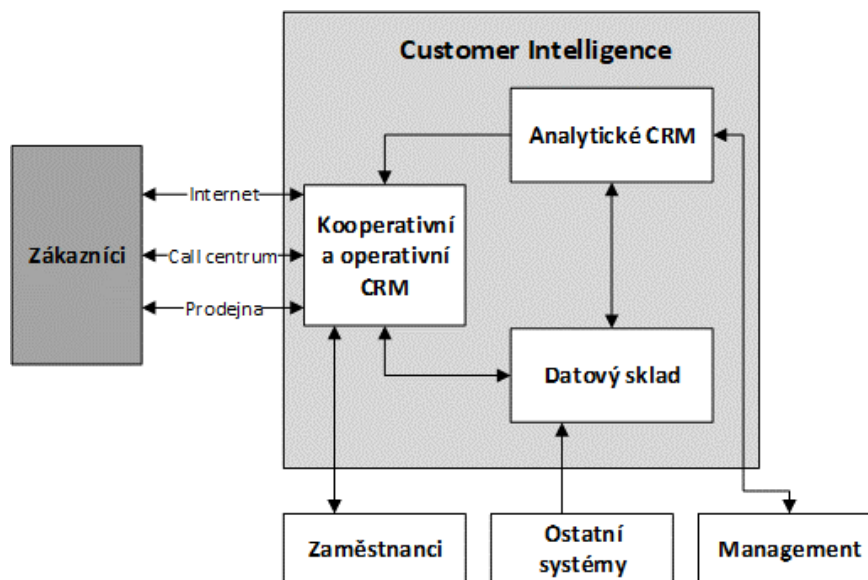 Customer Intelligence
Analytické CRM
Internet
Kooperativní
a operativní
CRM
Zákazníci
Call centrum
Prodejna
Datový sklad
Zaměstnanci
Ostatní
systémy
Management